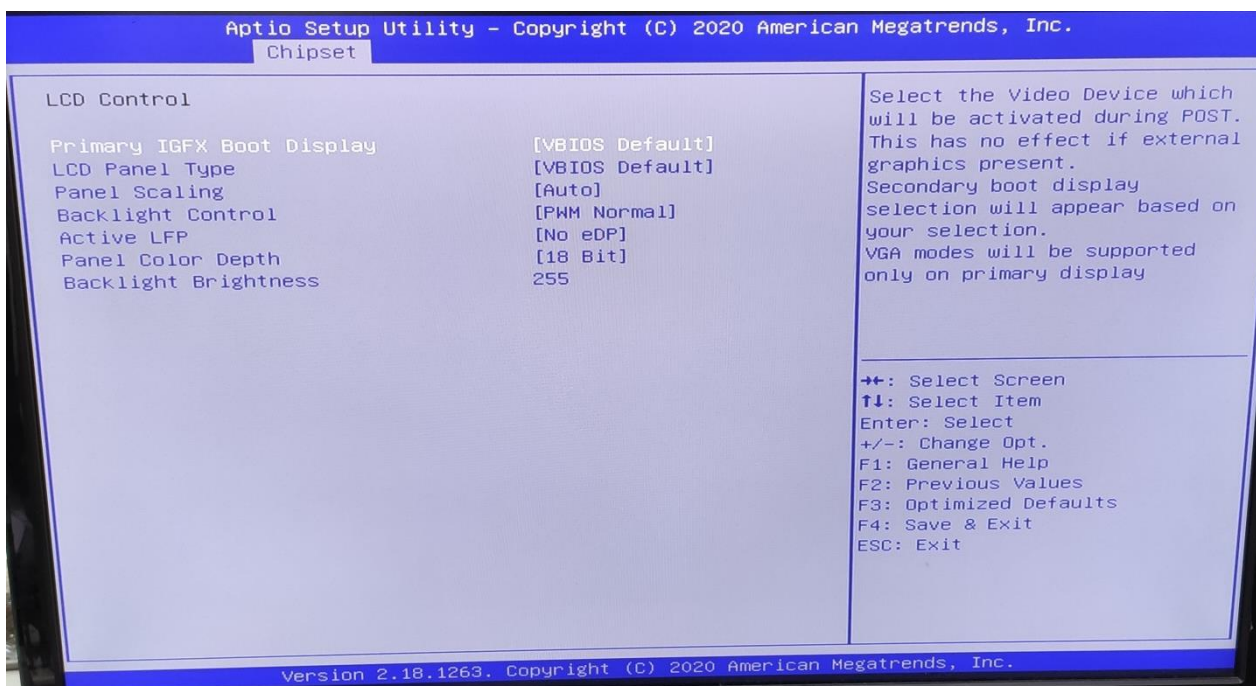 Aptio Setup Utility – Copyright (C) 2020 American Megatrends, Inc.
Chipset
LCD Control
Primary IGFX Boot Display [VBIOS Default]
LCD Panel Type [VBIOS Default]
Panel Scaling [Auto]
Backlight Control [PWM Normal]
Active LFP [No eDP]
Panel Color Depth [18 Bit]
Backlight Brightness 255
Select the Video Device which
will be activated during POST.
This has no effect if external
graphics present.
Secondary boot display
selection will appear based on
your selection.
VGA modes will be supported
only on primary display
→←: Select Screen
↑↓: Select Item
Enter: Select
+/-: Change Opt.
F1: General Help
F2: Previous Values
F3: Optimized Defaults
F4: Save & Exit
ESC: Exit
Version 2.18.1263. Copyright (C) 2020 American Megatrends, Inc.